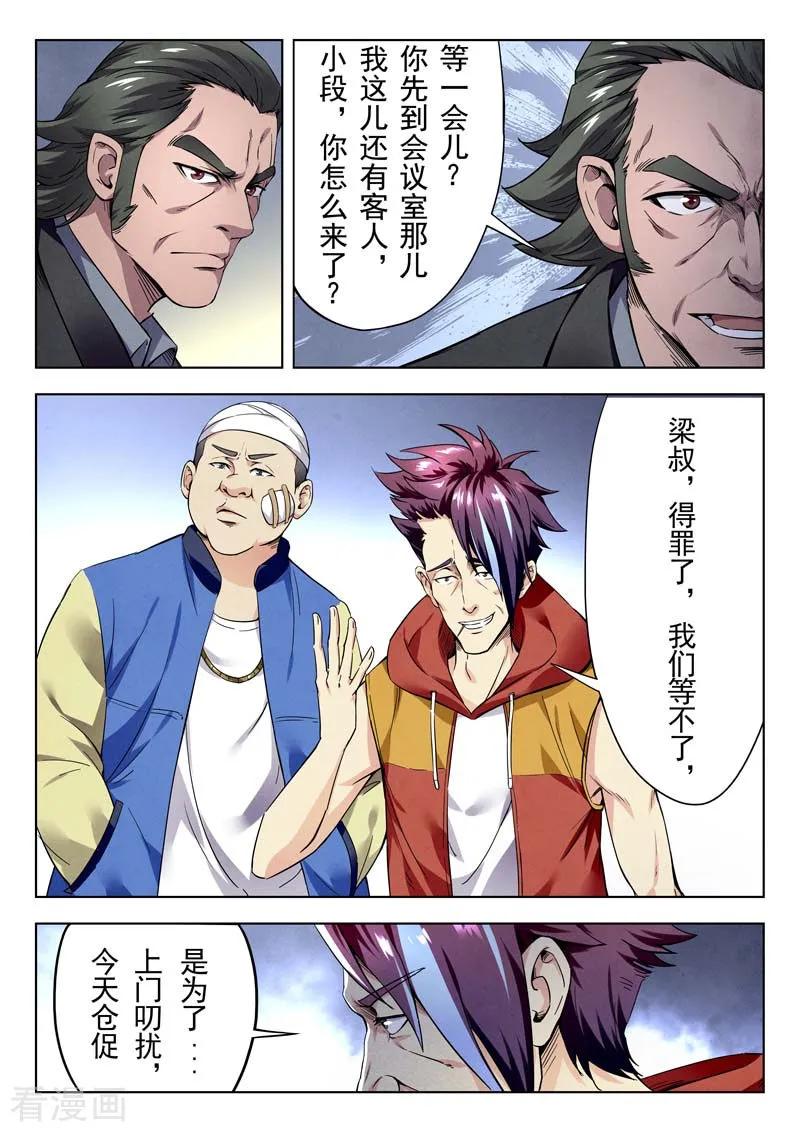 小段，你怎么来了？
我这儿还有客人，
你先到会议室那儿
等一会儿？
梁叔，得罪了，我们等不了，
今天仓促
上门叨扰，
是为了...
看漫画